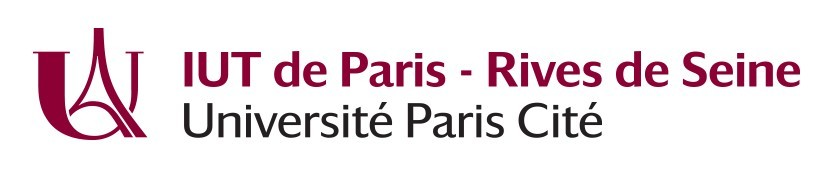 IUT de Paris - Rives de Seine
Université Paris Cité